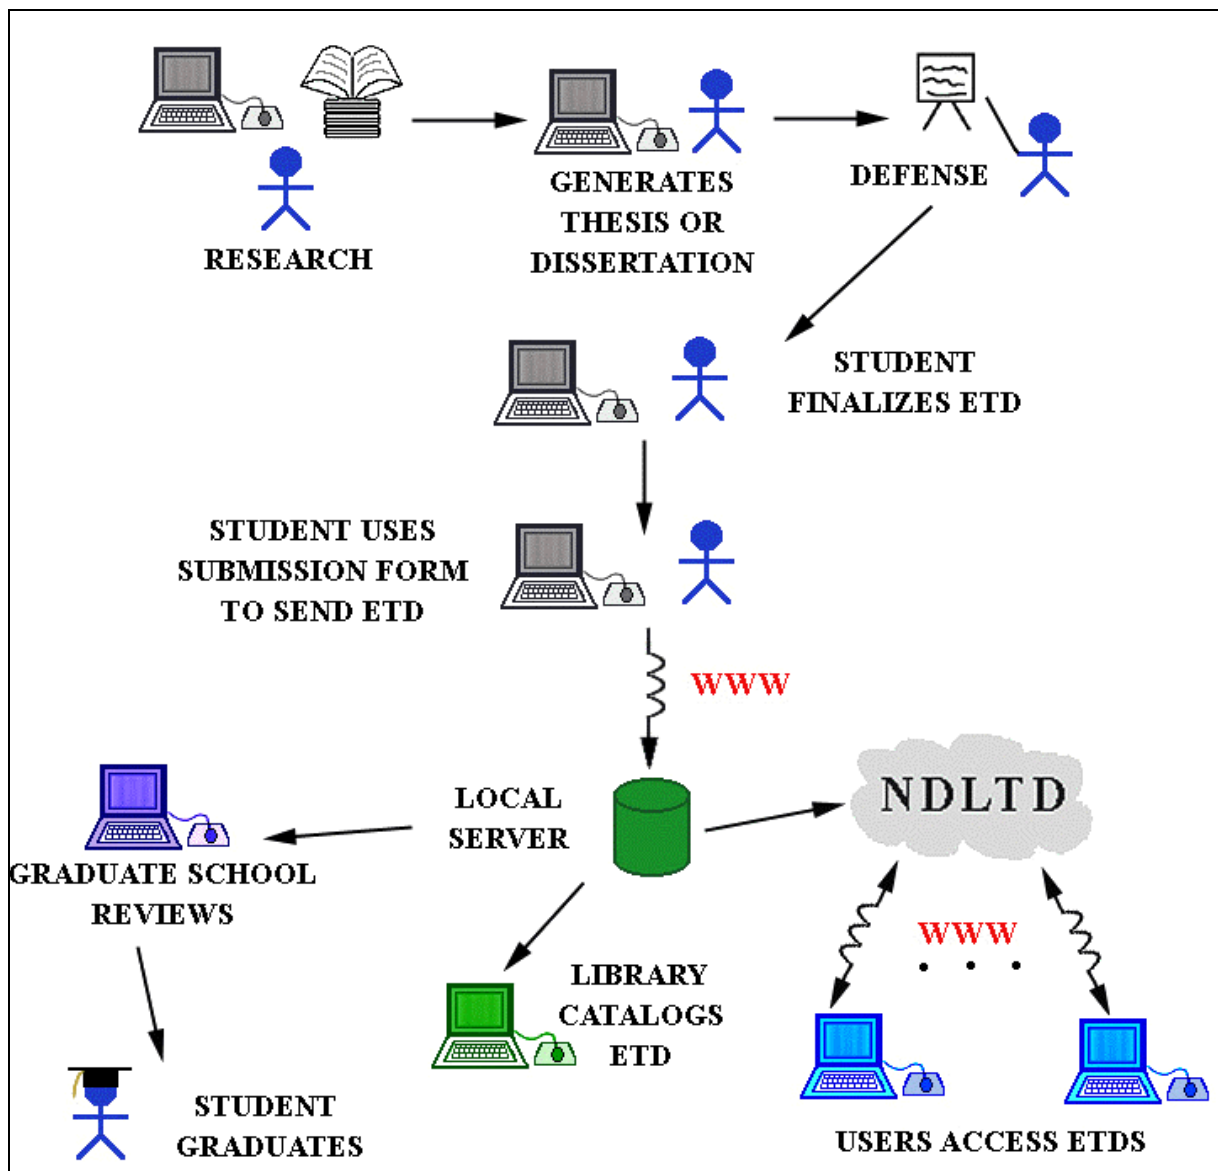 RESEARCH
GENERATES
THESIS OR
DISSERTATION
DEFENSE
STUDENT
FINALIZES ETD
STUDENT USES
SUBMISSION FORM
TO SEND ETD
WWW
LOCAL
SERVER
NDLTD
GRADUATE SCHOOL
REVIEWS
LIBRARY
CATALOGS
ETD
WWW
• • •
STUDENT
GRADUATES
USERS ACCESS ETDS